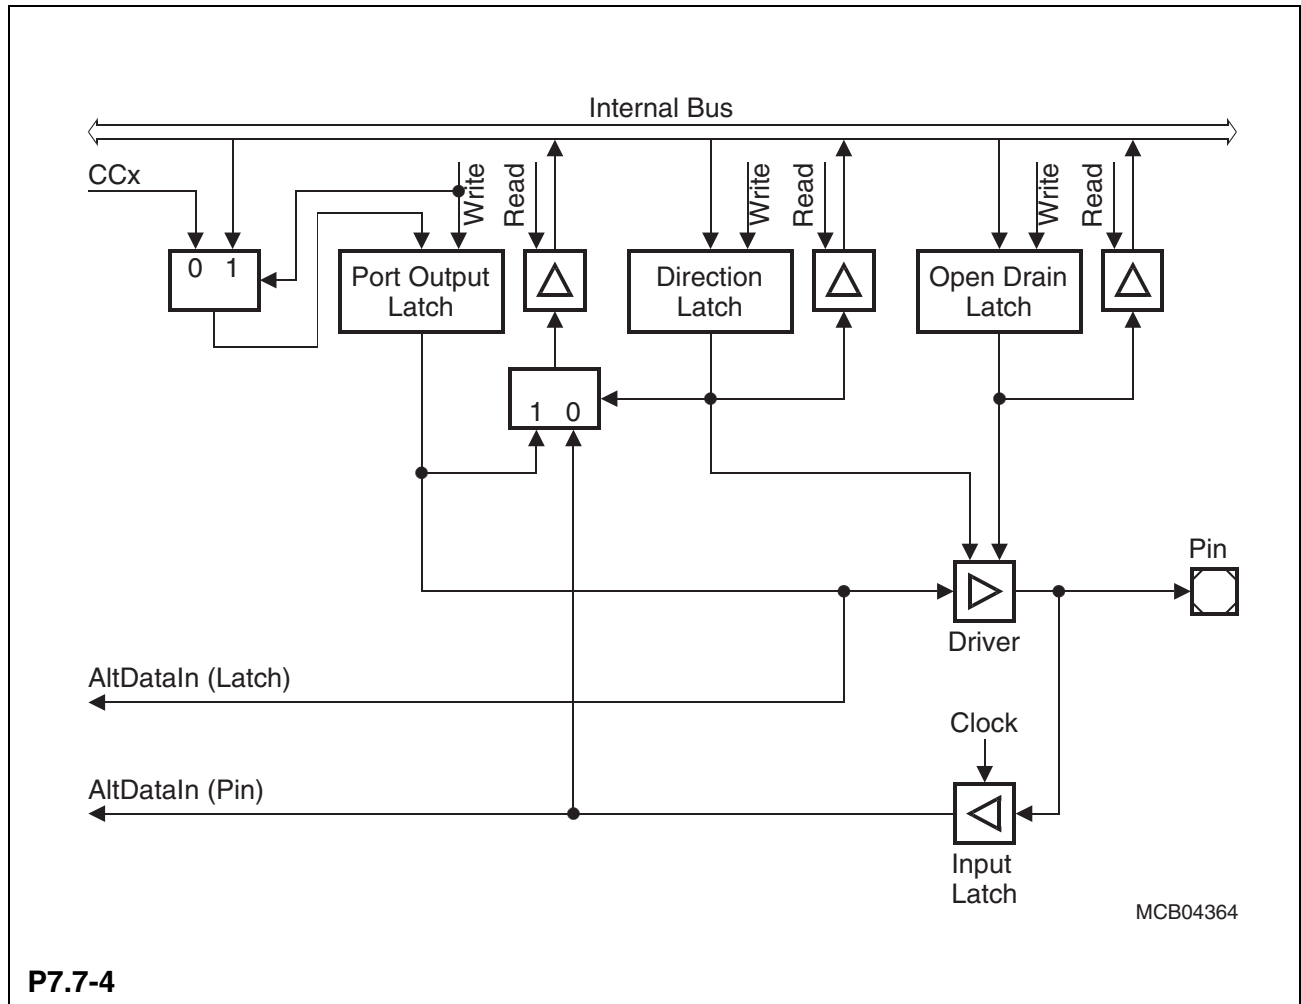 Internal Bus
CCx
Write
Read
Write
Read
Write
Read
0 1
Port Output
Latch
Direction
Latch
Open Drain
Latch
1 0
Pin
Driver
AltDataIn (Latch)
Clock
AltDataIn (Pin)
Input
Latch
MCB04364
P7.7-4